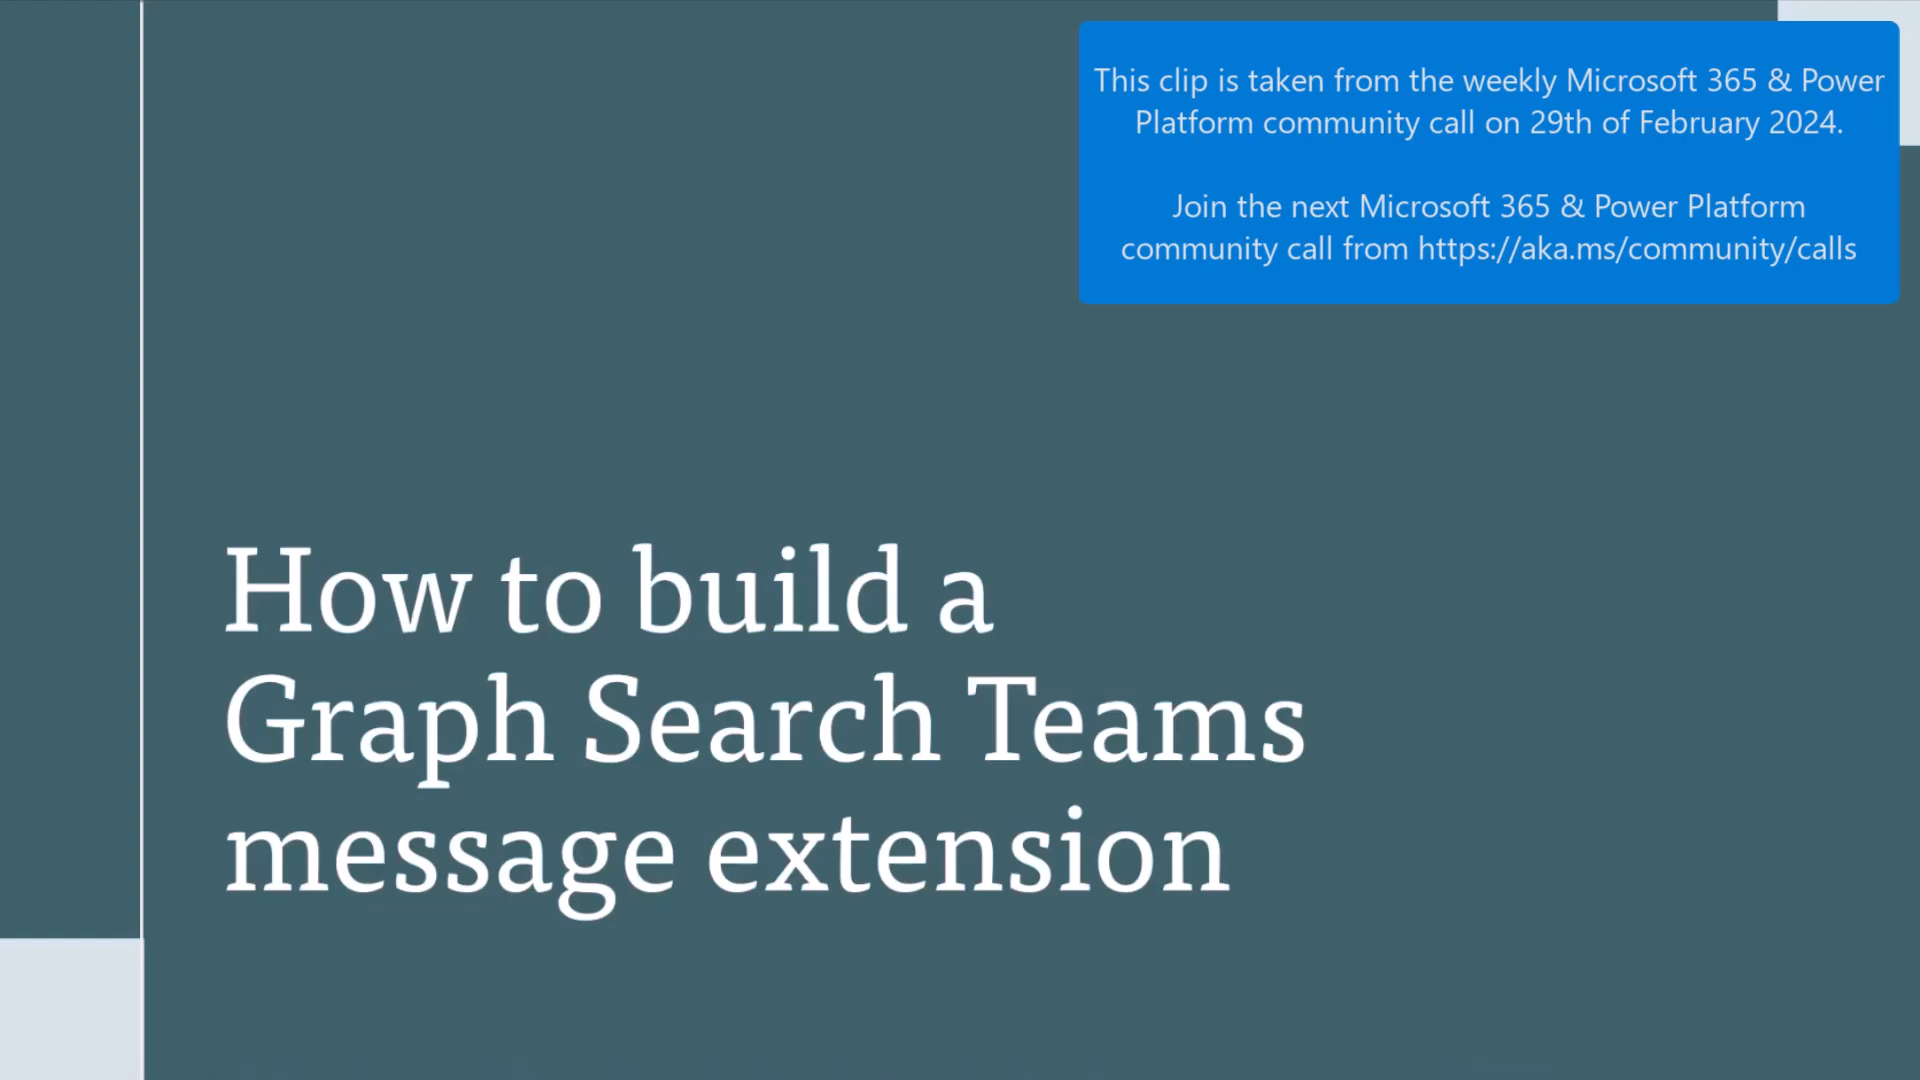 This clip is taken from the weekly Microsoft 365 & Power
Platform community call on 29th of February 2024.
Join the next Microsoft 365 & Power Platform
community call from https://aka.ms/community/calls
How to build a
Graph Search Teams
message extension